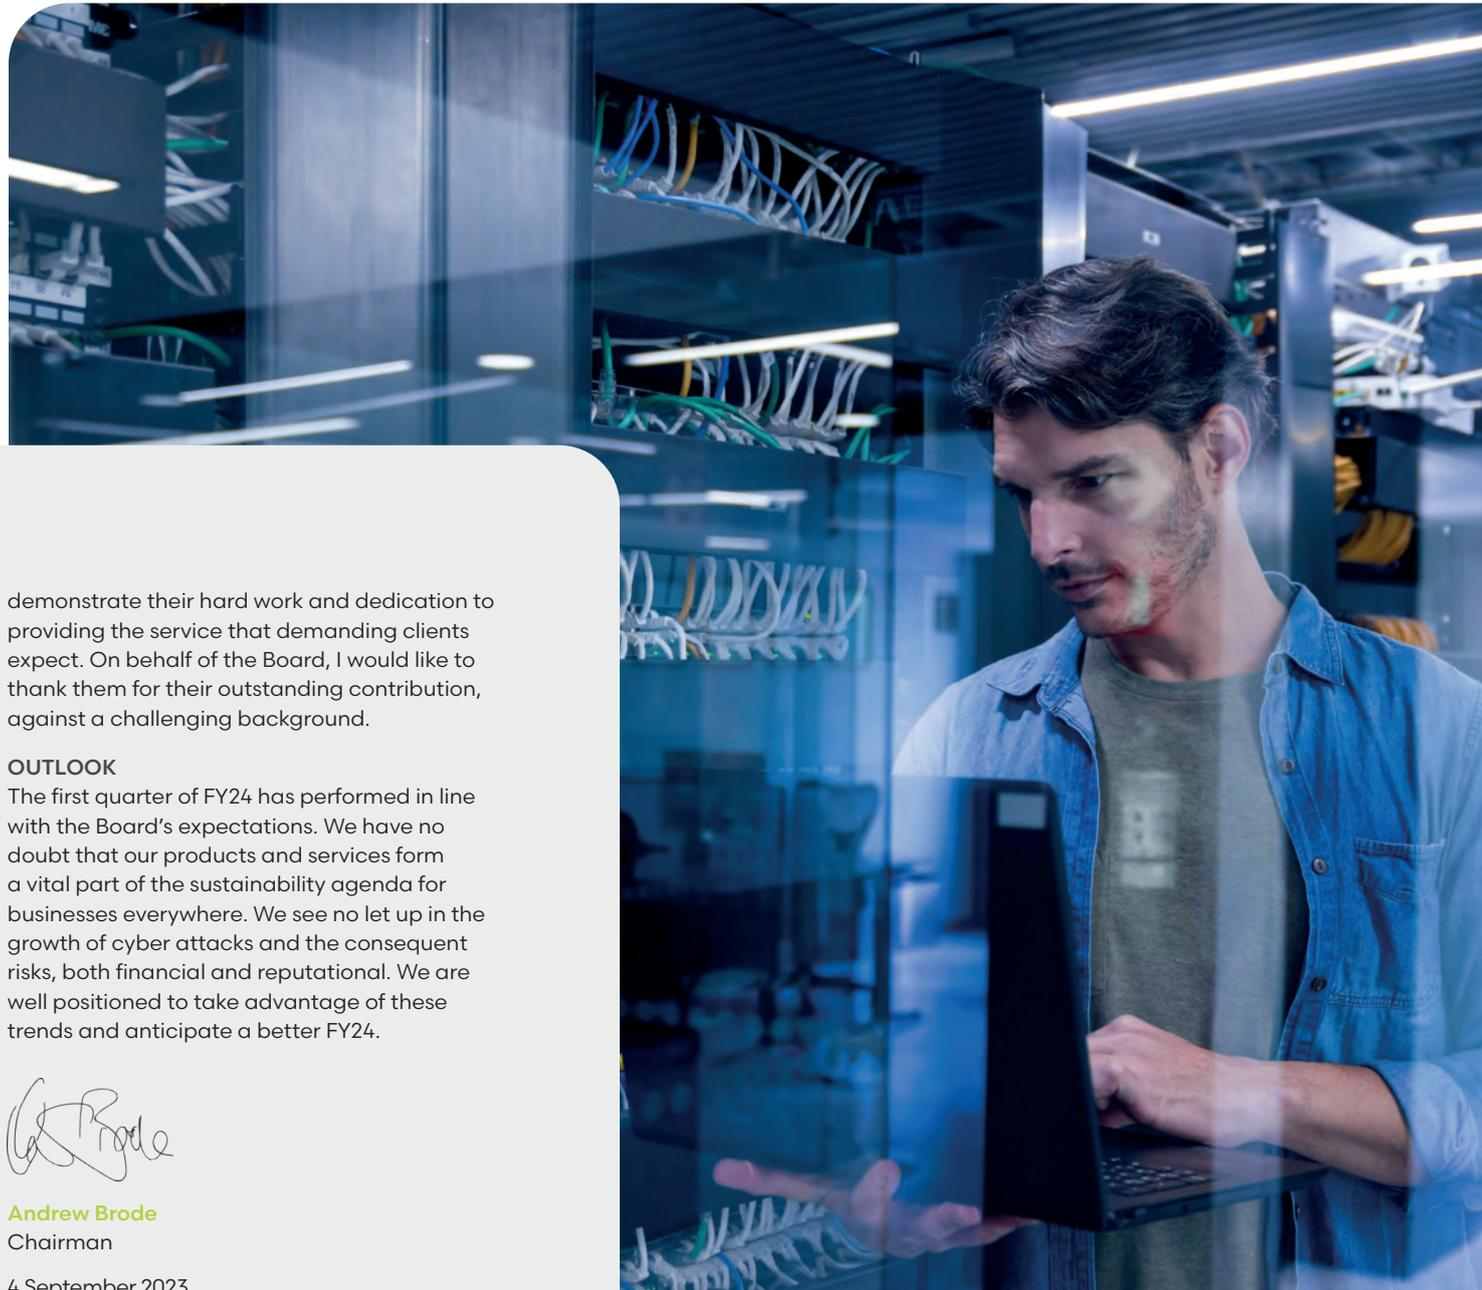 demonstrate their hard work and dedication to
providing the service that demanding clients
expect. On behalf of the Board, I would like to
thank them for their outstanding contribution,
against a challenging background.
OUTLOOK
The first quarter of FY24 has performed in line
with the Board’s expectations. We have no
doubt that our products and services form
a vital part of the sustainability agenda for
businesses everywhere. We see no let up in the
growth of cyber attacks and the consequent
risks, both financial and reputational. We are
well positioned to take advantage of these
trends and anticipate a better FY24.
Andrew Brode
Chairman
4 September 2023